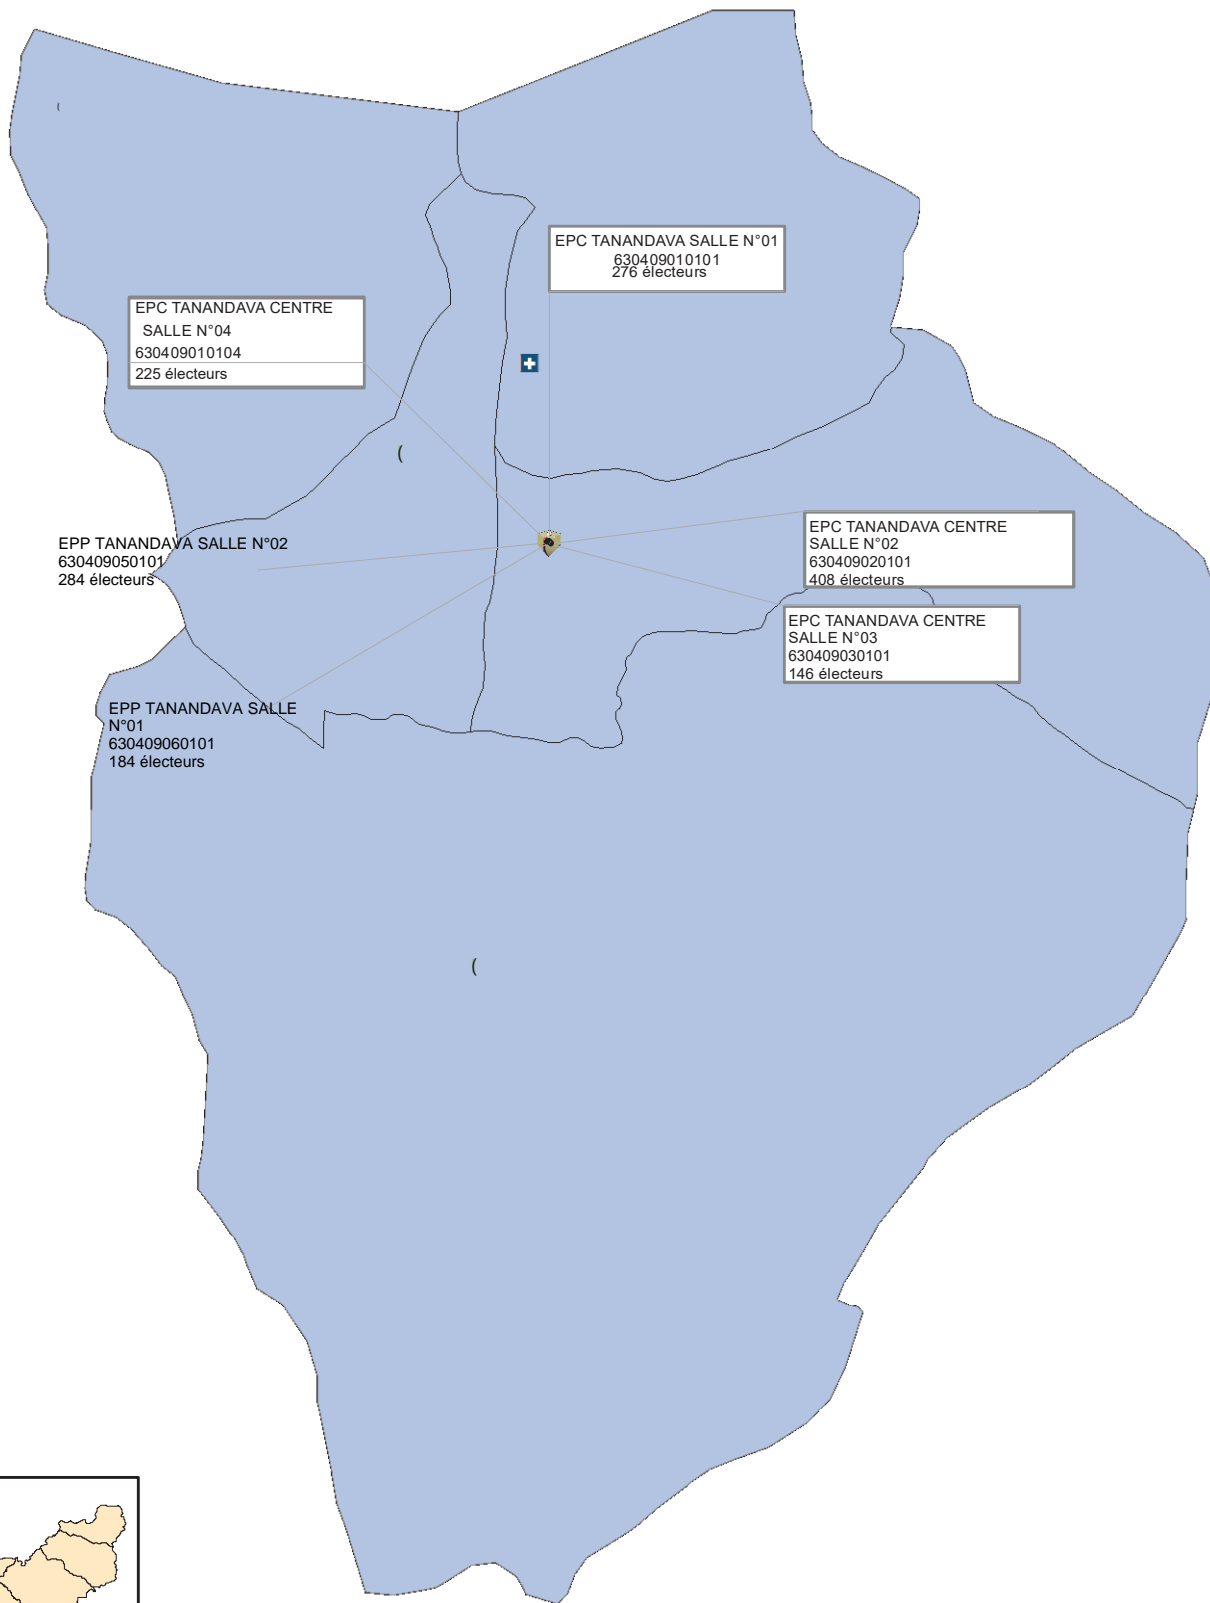 EPC TANANDAVA SALLE N°01
630409010101
276 électeurs
EPC TANANDAVA CENTRE
SALLE N°04
630409010104
225 électeurs
EPC TANANDAVA CENTRE
SALLE N°02
630409020101
408 électeurs
EPP TANANDAVA SALLE N°02
630409050101
284 électeurs
EPC TANANDAVA CENTRE
SALLE N°03
630409030101
146 électeurs
EPP TANANDAVA SALLE
N°01
630409060101
184 électeurs